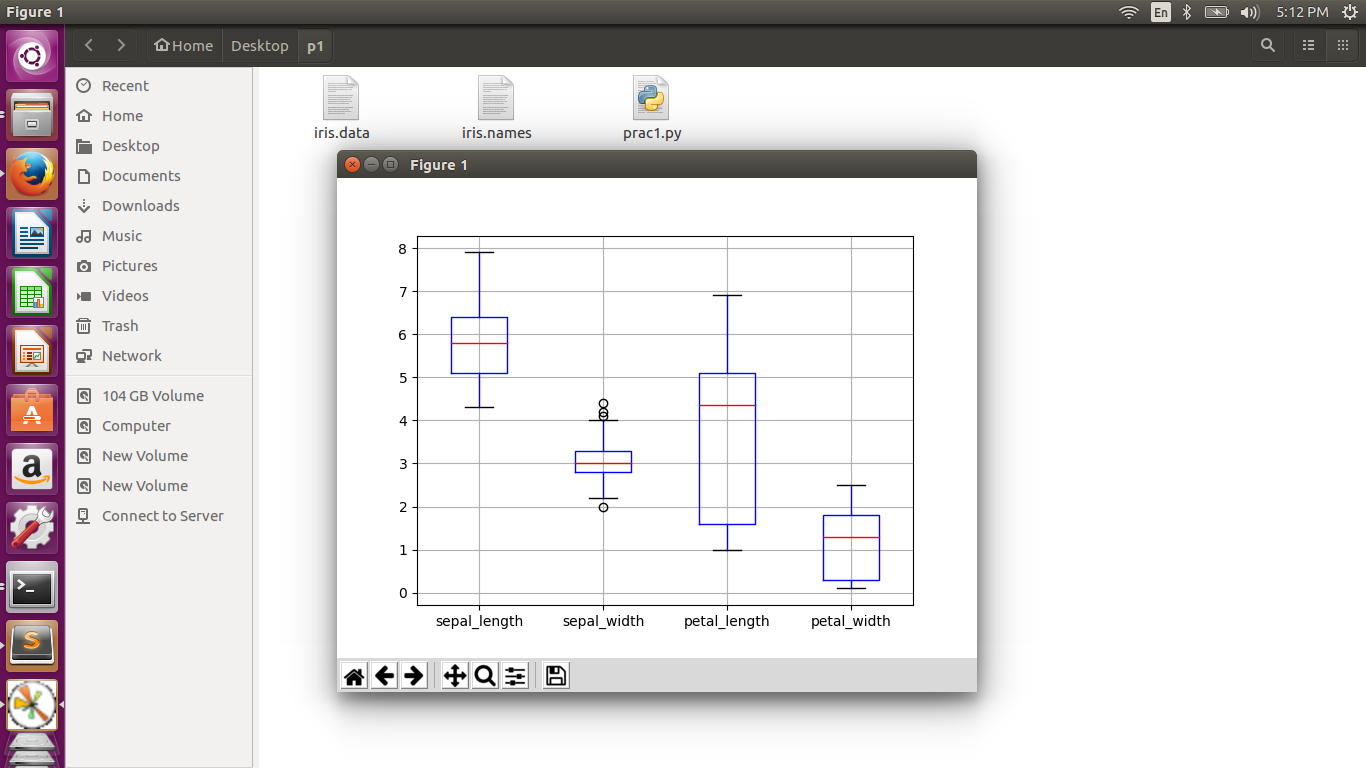 Figure 1
En
5:12 PM
Home
Desktop
p1
Recent
Home
Desktop
Documents
Downloads
Music
Pictures
Videos
Trash
Network
104 GB Volume
Computer
New Volume
New Volume
Connect to Server
iris.data
iris.names
prac1.py
Figure 1
8
7
6
5
4
3
2
1
0
sepal_length
sepal_width
petal_length
petal_width